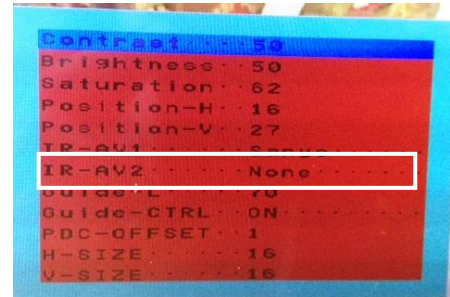 Contrast····50
Brightness··50
Saturation··62
Position-H··16
Position-V··27
IR-AV1······Sanyo
IR-AV2······None
Guide-L·····70
Guide-CTRL··ON
PDC-OFFSET··1
H-SIZE······16
V-SIZE······16